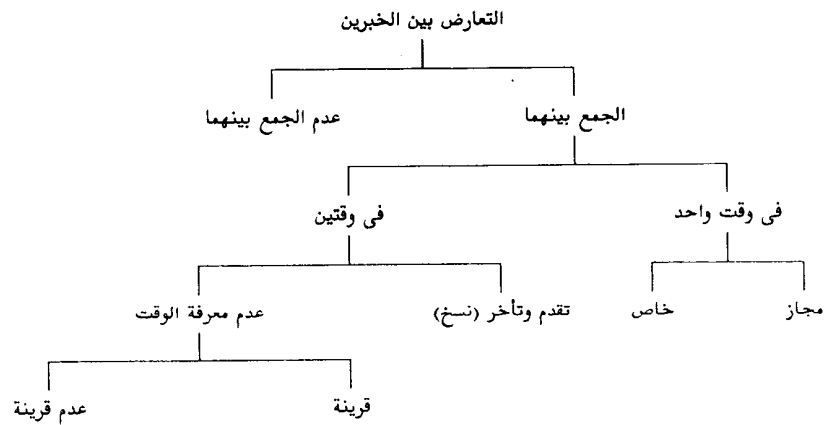 التعارض بين الخبرين
الجمع بينهما
عدم الجمع بينهما
فى وقت واحد
فى وقتين
مجاز
خاص
تقدم وتأخر (نسخ)
عدم معرفة الوقت
قرينة
عدم قرينة